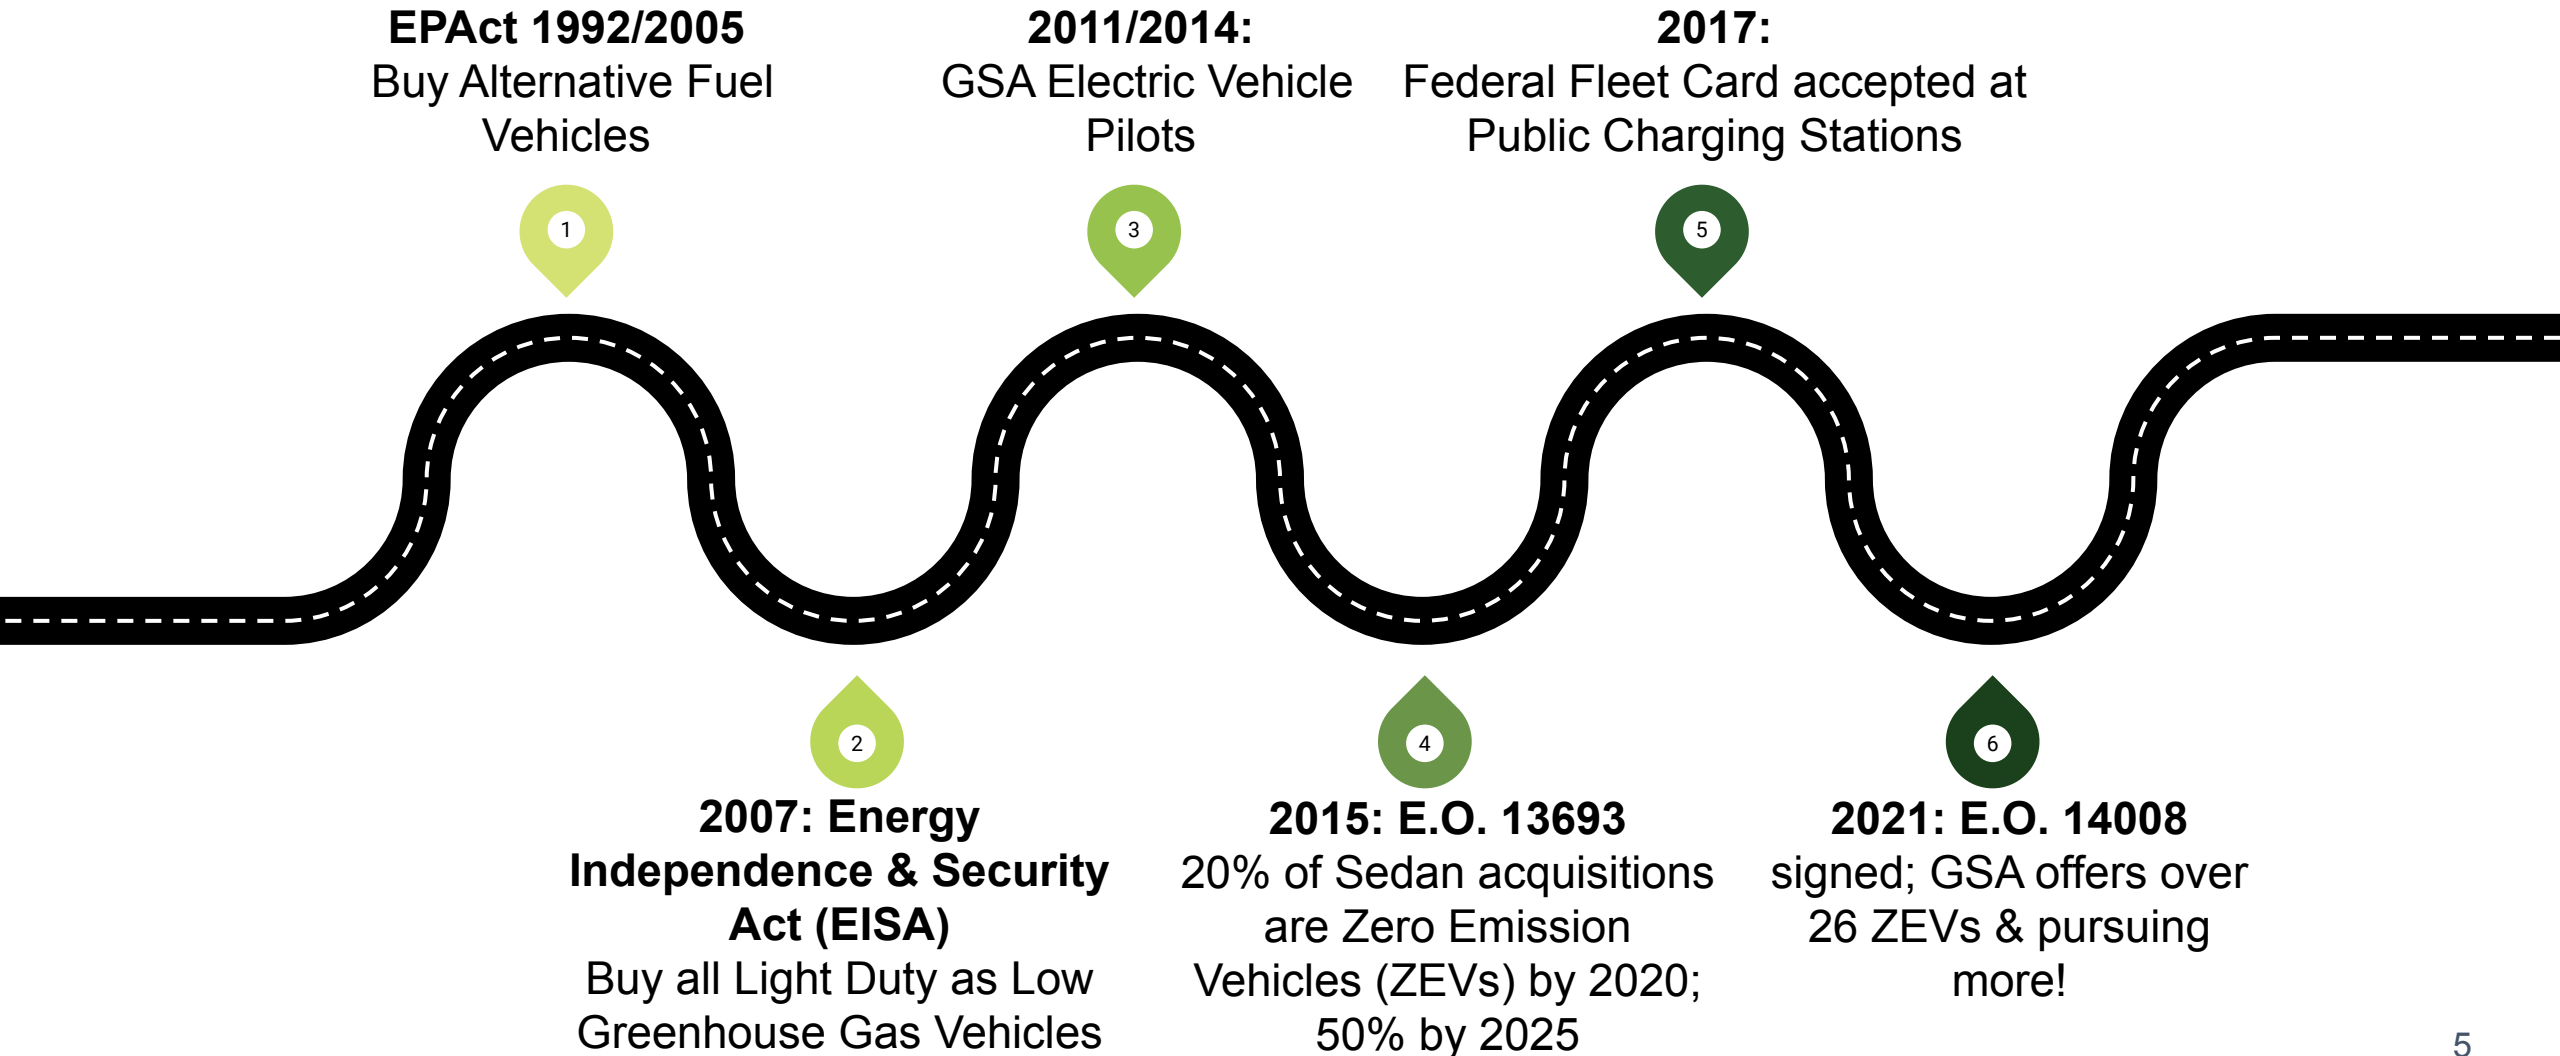 EPAct 1992/2005
Buy Alternative Fuel
Vehicles
2011/2014:
GSA Electric Vehicle
Pilots
2017:
Federal Fleet Card accepted at
Public Charging Stations
1
3
5
2
4
6
2007: Energy
Independence & Security
Act (EISA)
Buy all Light Duty as Low
Greenhouse Gas Vehicles
2015: E.O. 13693
20% of Sedan acquisitions
are Zero Emission
Vehicles (ZEVs) by 2020;
50% by 2025
2021: E.O. 14008
signed; GSA offers over
26 ZEVs & pursuing
more!
5